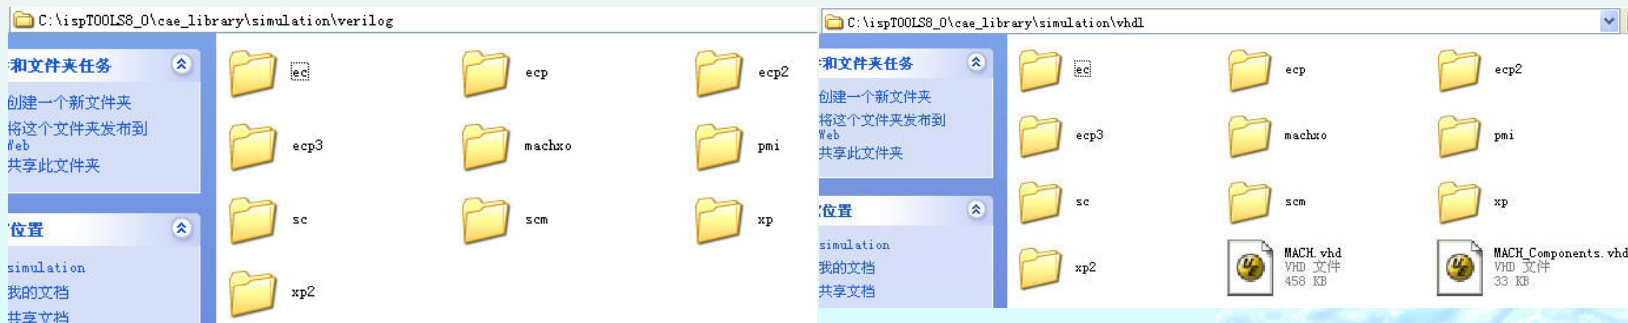 C:\ispTOOLS8_0\cae_library\simulation\verilog
和文件夹任务
创建一个新文件夹
将这个文件夹发布到
Web
共享此文件夹
位置
simulation
我的文档
共享文档
ec
ecp
ecp2
ecp3
machxo
pmi
sc
scm
xp
xp2
C:\ispTOOLS8_0\cae_library\simulation\vhdl
和文件夹任务
创建一个新文件夹
将这个文件夹发布到
Web
共享此文件夹
位置
simulation
我的文档
共享文档
ec
ecp
ecp2
ecp3
machxo
pmi
sc
scm
xp
xp2
MACH.vhd
VHD 文件
458 KB
MACH_Components.vhd
VHD 文件
33 KB